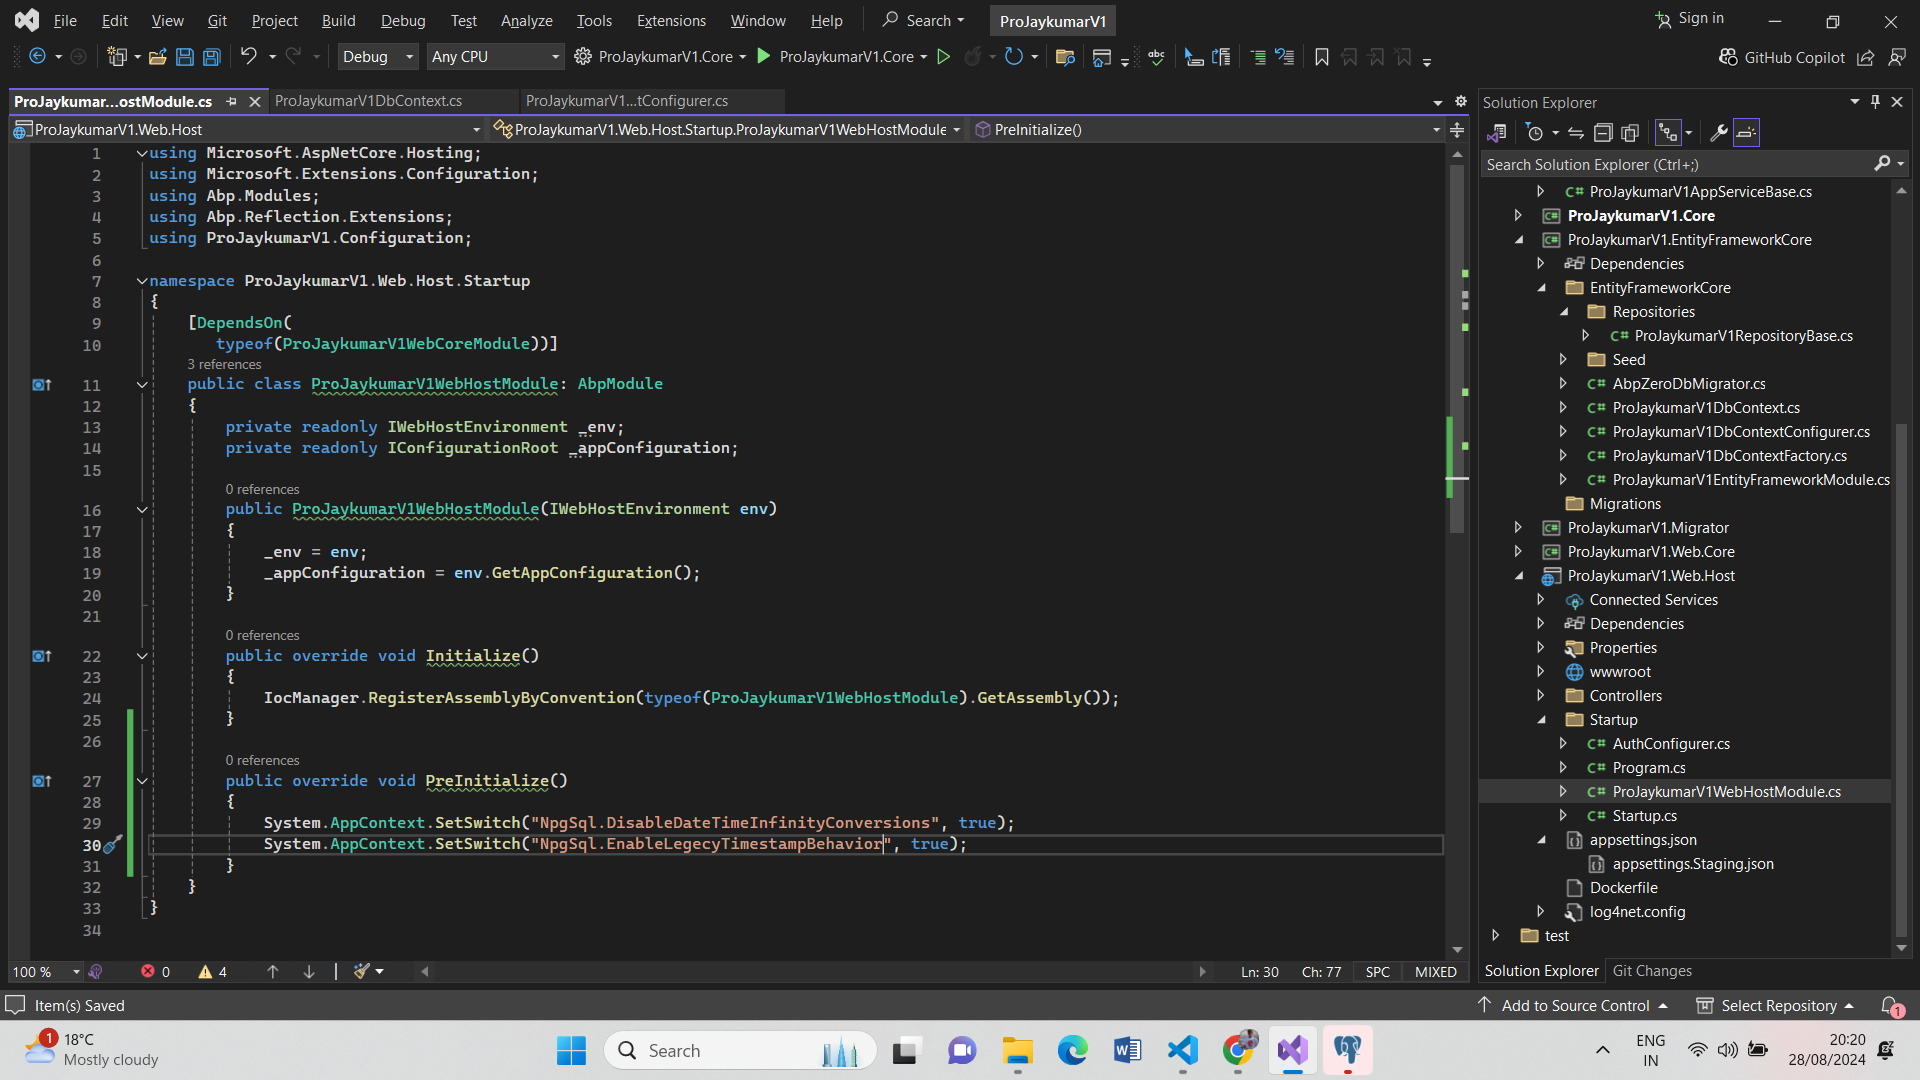 File Edit View Git Project Build Debug Test Analyze Tools Extensions Window Help Search ProJaykumarV1 Sign in
Debug Any CPU ProJaykumarV1.Core ProJaykumarV1.Core GitHub Copilot
ProJaykumar...ostModule.cs ProJaykumarV1DbContext.cs ProJaykumarV1...tConfigurer.cs
ProJaykumarV1.Web.Host ProJaykumarV1.Web.Host.Startup.ProJaykumarV1WebHostModule PreInitialize()
1 using Microsoft.AspNetCore.Hosting;
2 using Microsoft.Extensions.Configuration;
3 using Abp.Modules;
4 using Abp.Reflection.Extensions;
5 using ProJaykumarV1.Configuration;
6
7 namespace ProJaykumarV1.Web.Host.Startup
8 {
9 [DependsOn(
10 typeof(ProJaykumarV1WebCoreModule))]
3 references
11 public class ProJaykumarV1WebHostModule: AbpModule
12 {
13 private readonly IWebHostEnvironment _env;
14 private readonly IConfigurationRoot _appConfiguration;
15
0 references
16 public ProJaykumarV1WebHostModule(IWebHostEnvironment env)
17 {
18 _env = env;
19 _appConfiguration = env.GetAppConfiguration();
20 }
21
0 references
22 public override void Initialize()
23 {
24 IocManager.RegisterAssemblyByConvention(typeof(ProJaykumarV1WebHostModule).GetAssembly());
25 }
26
0 references
27 public override void PreInitialize()
28 {
29 System.AppContext.SetSwitch("NpgSql.DisableDateTimeInfinityConversions", true);
30 System.AppContext.SetSwitch("NpgSql.EnableLegecyTimestampBehavior", true);
31 }
32 }
33 }
34
100 % 0 4 Ln: 30 Ch: 77 SPC MIXED
Solution Explorer
Search Solution Explorer (Ctrl+;)
C# ProJaykumarV1AppServiceBase.cs
C# ProJaykumarV1.Core
C# ProJaykumarV1.EntityFrameworkCore
Dependencies
EntityFrameworkCore
Repositories
C# ProJaykumarV1RepositoryBase.cs
Seed
C# AbpZeroDbMigrator.cs
C# ProJaykumarV1DbContext.cs
C# ProJaykumarV1DbContextConfigurer.cs
C# ProJaykumarV1DbContextFactory.cs
C# ProJaykumarV1EntityFrameworkModule.cs
Migrations
C# ProJaykumarV1.Migrator
C# ProJaykumarV1.Web.Core
ProJaykumarV1.Web.Host
Connected Services
Dependencies
Properties
wwwroot
Controllers
Startup
C# AuthConfigurer.cs
C# Program.cs
C# ProJaykumarV1WebHostModule.cs
C# Startup.cs
appsettings.json
appsettings.Staging.json
Dockerfile
log4net.config
test
Solution Explorer Git Changes
Item(s) Saved Add to Source Control Select Repository 1
1 18°C
Mostly cloudy
Search
ENG
IN
20:20
28/08/2024